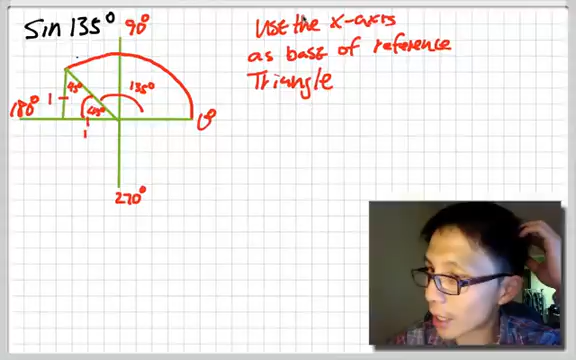 Sin 135°
90°
Use the x-axis
as base of reference
Triangle
45°
135°
180°
1
45°
0°
1
270°